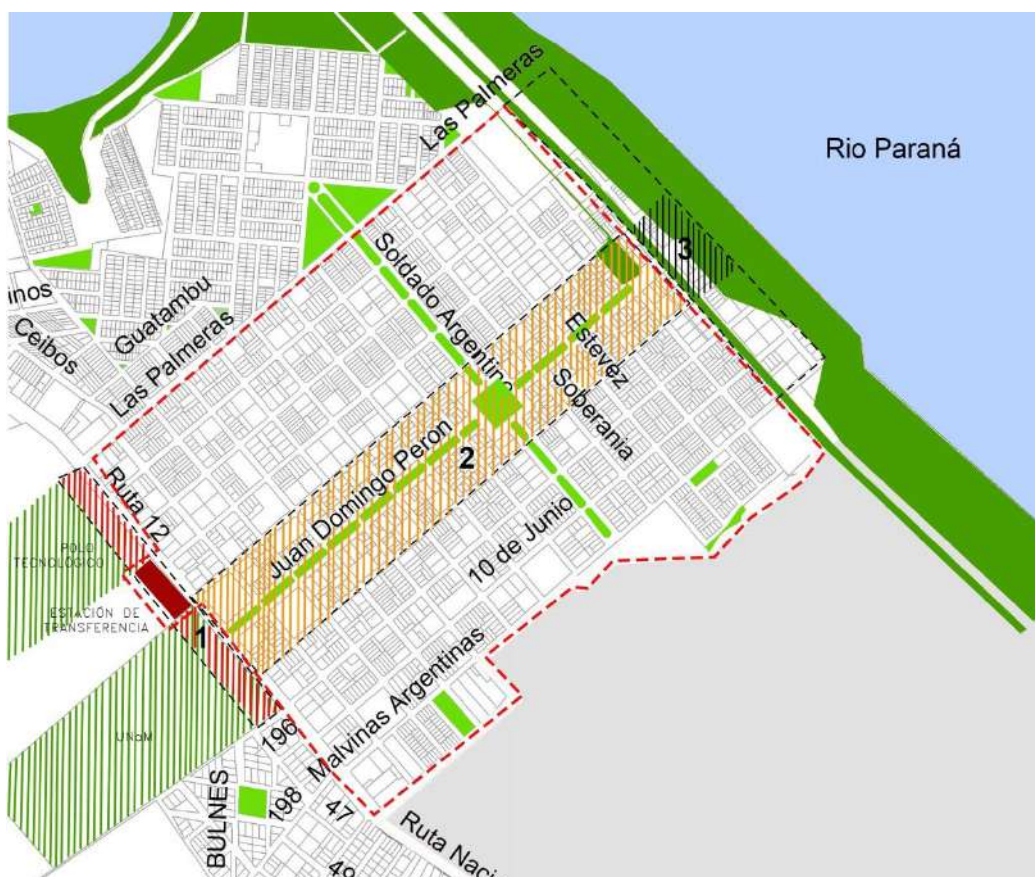 Las Palmeras
Rio Paraná
3
Soldado Argentino
inos
Guatambu
Ceibos
Las Palmeras
Estevez
Soberania
2
Juan Domingo Peron
Ruta 12
10 de Junio
POLO
TECNOLÓGICO
ESTACIÓN DE
TRANSFERENCIA
1
Malvinas Argentinas
UNaM
196
BULNES
198
47
49
Ruta Naci